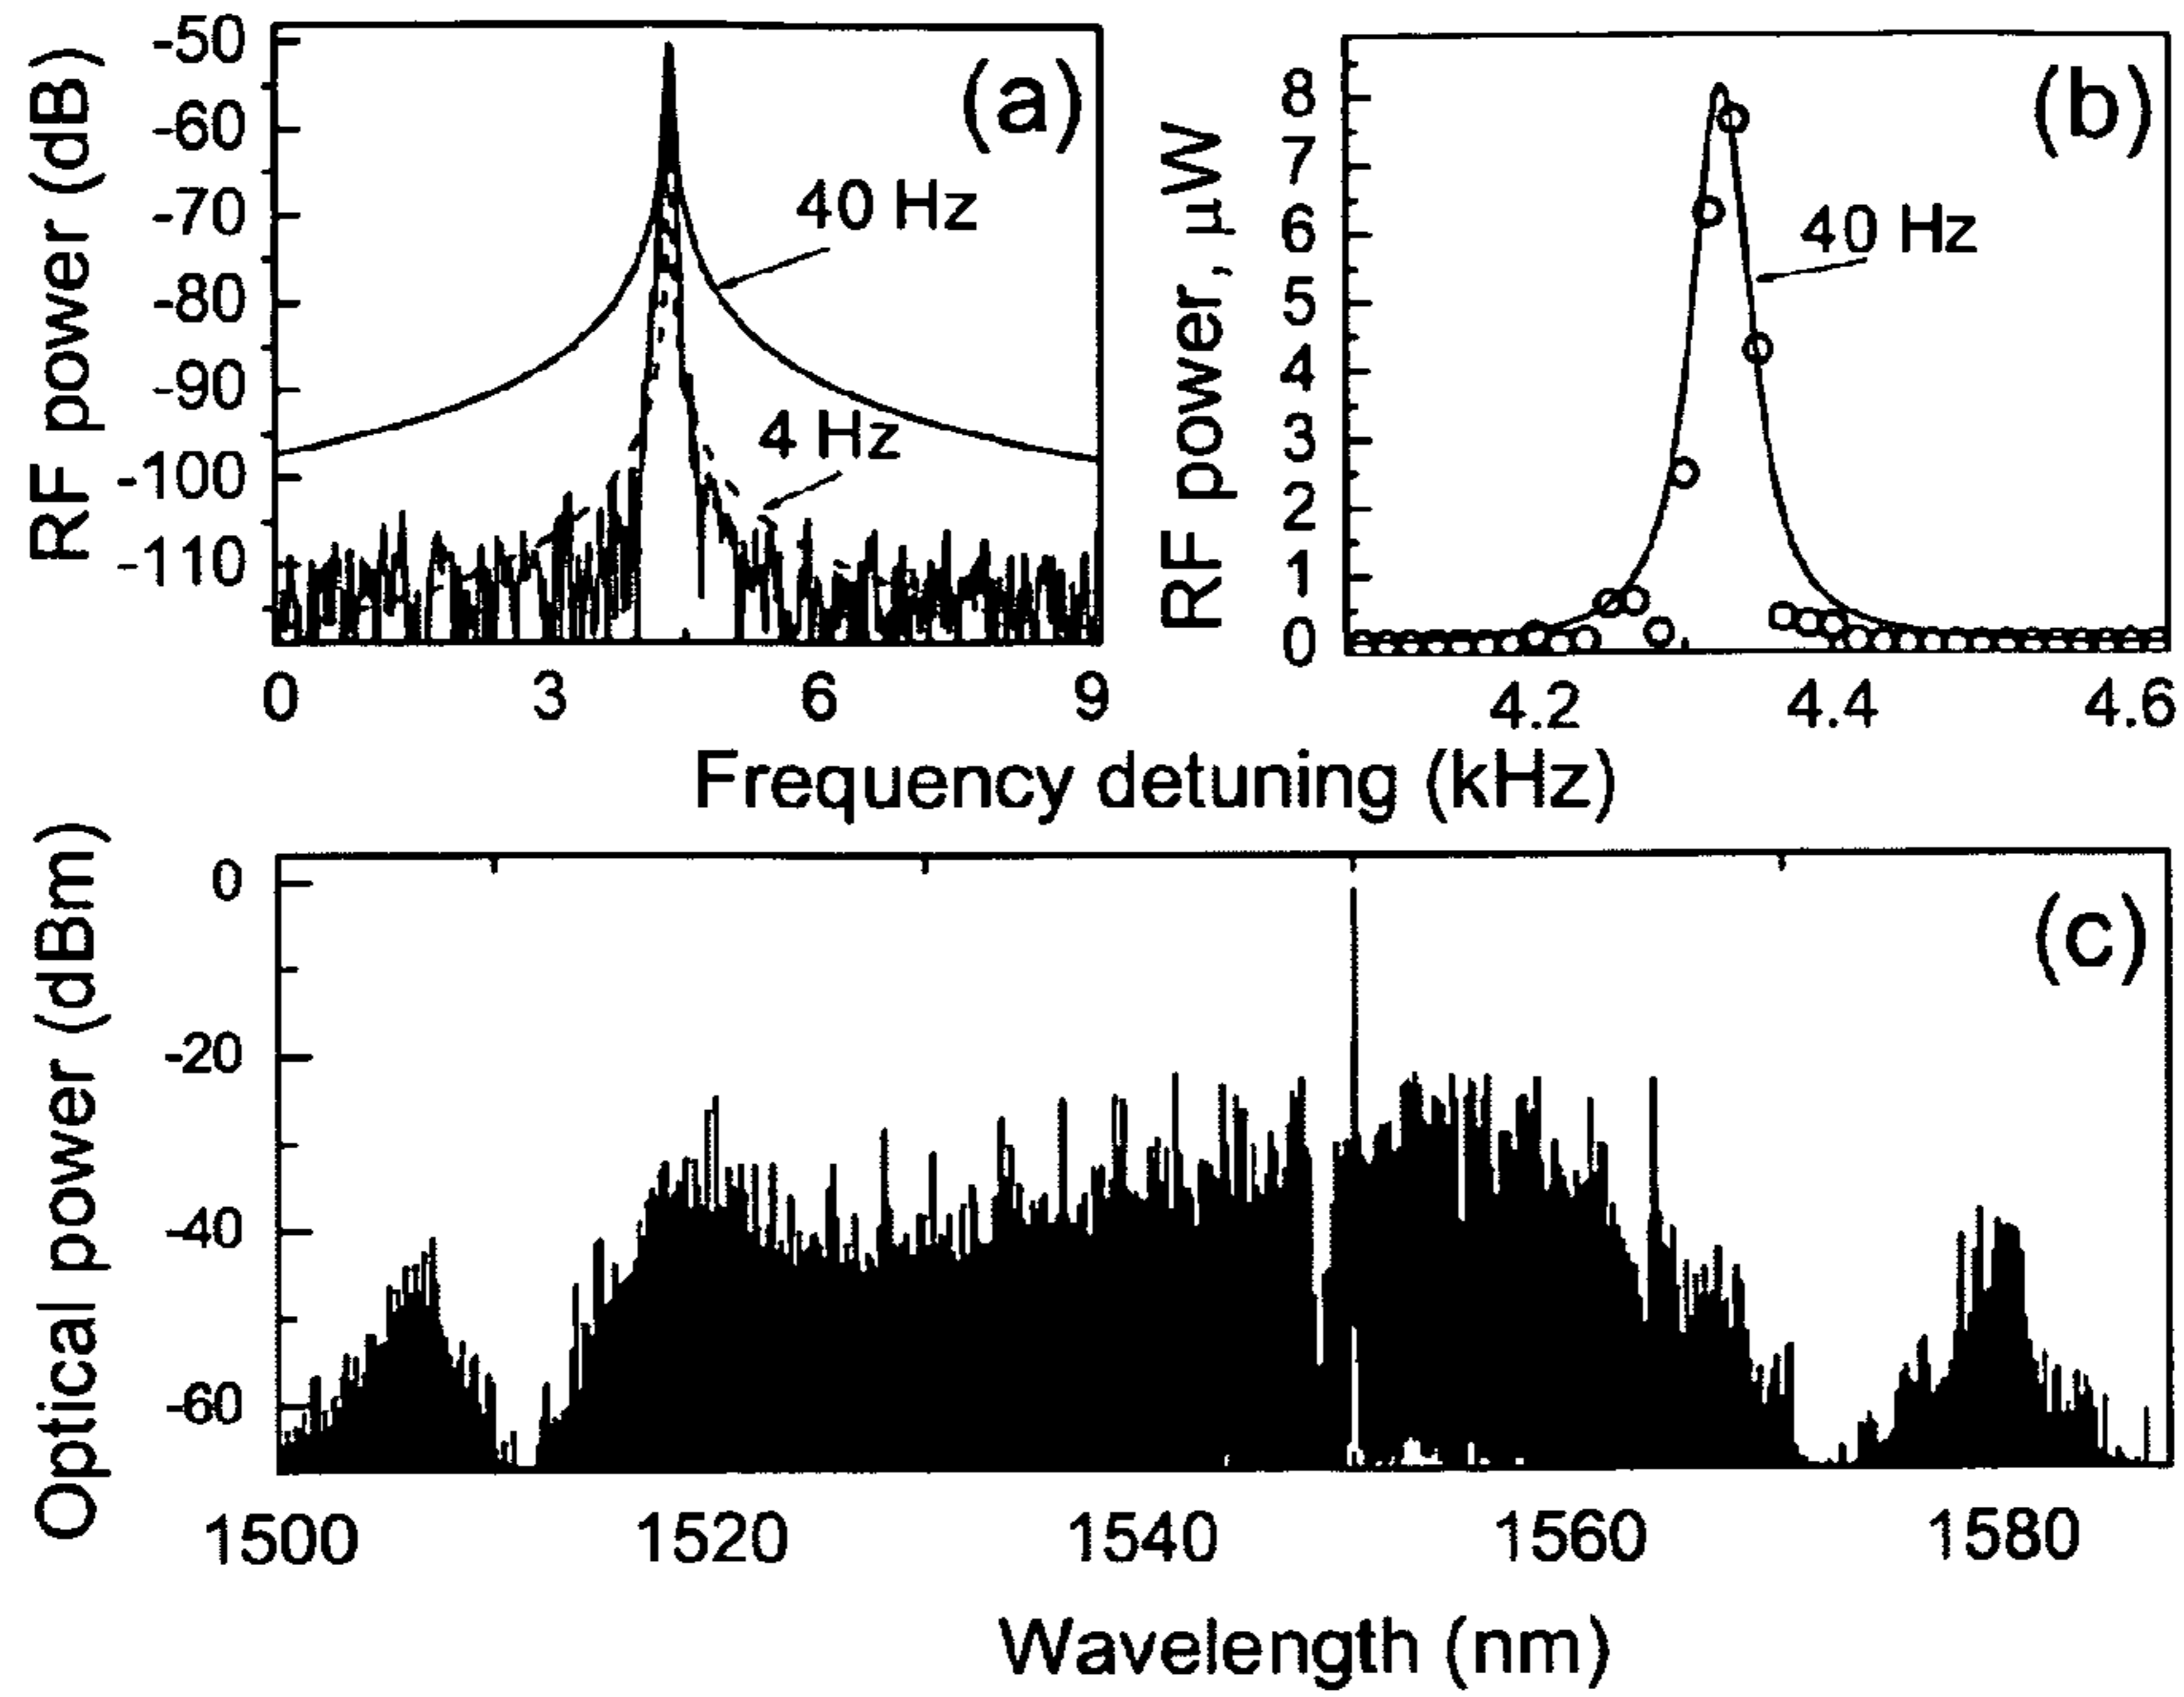 -50
-60
-70
-80
-90
-100
-110
RF power (dB)
(a)
40 Hz
4 Hz
0 3 6 9
8
7
6
5
4
3
2
1
0
RF power, μW
(b)
40 Hz
4.2 4.4 4.6
Frequency detuning (kHz)
0
-20
-40
-60
Optical power (dBm)
(c)
1500 1520 1540 1560 1580
Wavelength (nm)